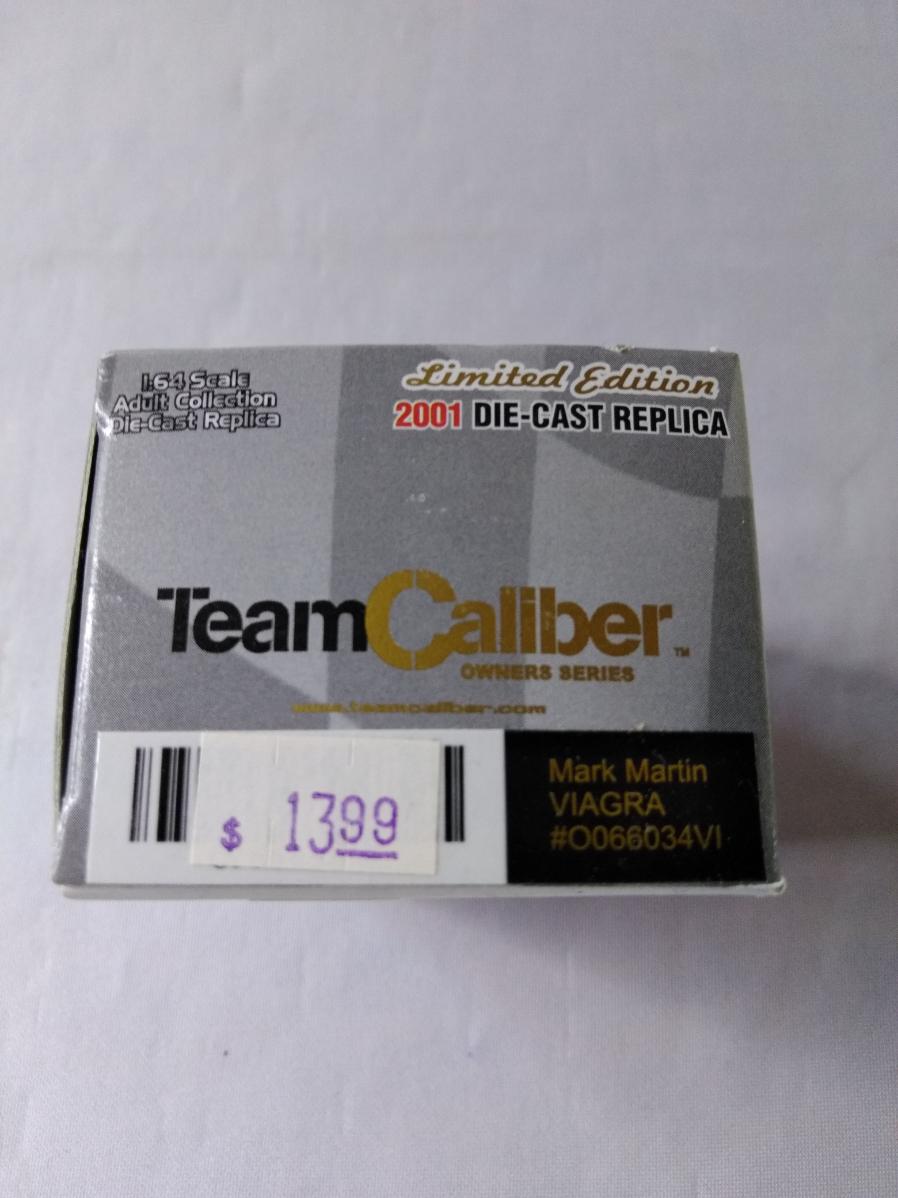 1:64 Scale
Adult Collection
Die-Cast Replica
Limited Edition
2001 DIE-CAST REPLICA
TeamCaliber™
OWNERS SERIES
www.teamcaliber.com
$ 1399
Mark Martin
VIAGRA
#O066034VI